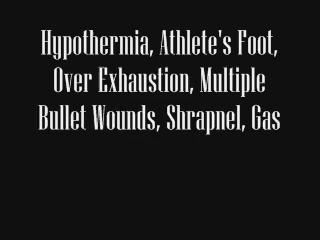 Hypothermia, Athlete's Foot,
Over Exhaustion, Multiple
Bullet Wounds, Shrapnel, Gas